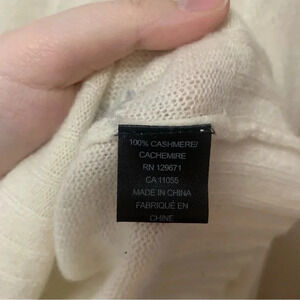 100% CASHMERE/
CACHEMIRE
RN 129671
CA 11055
MADE IN CHINA
FABRIQUÉ EN
CHINE